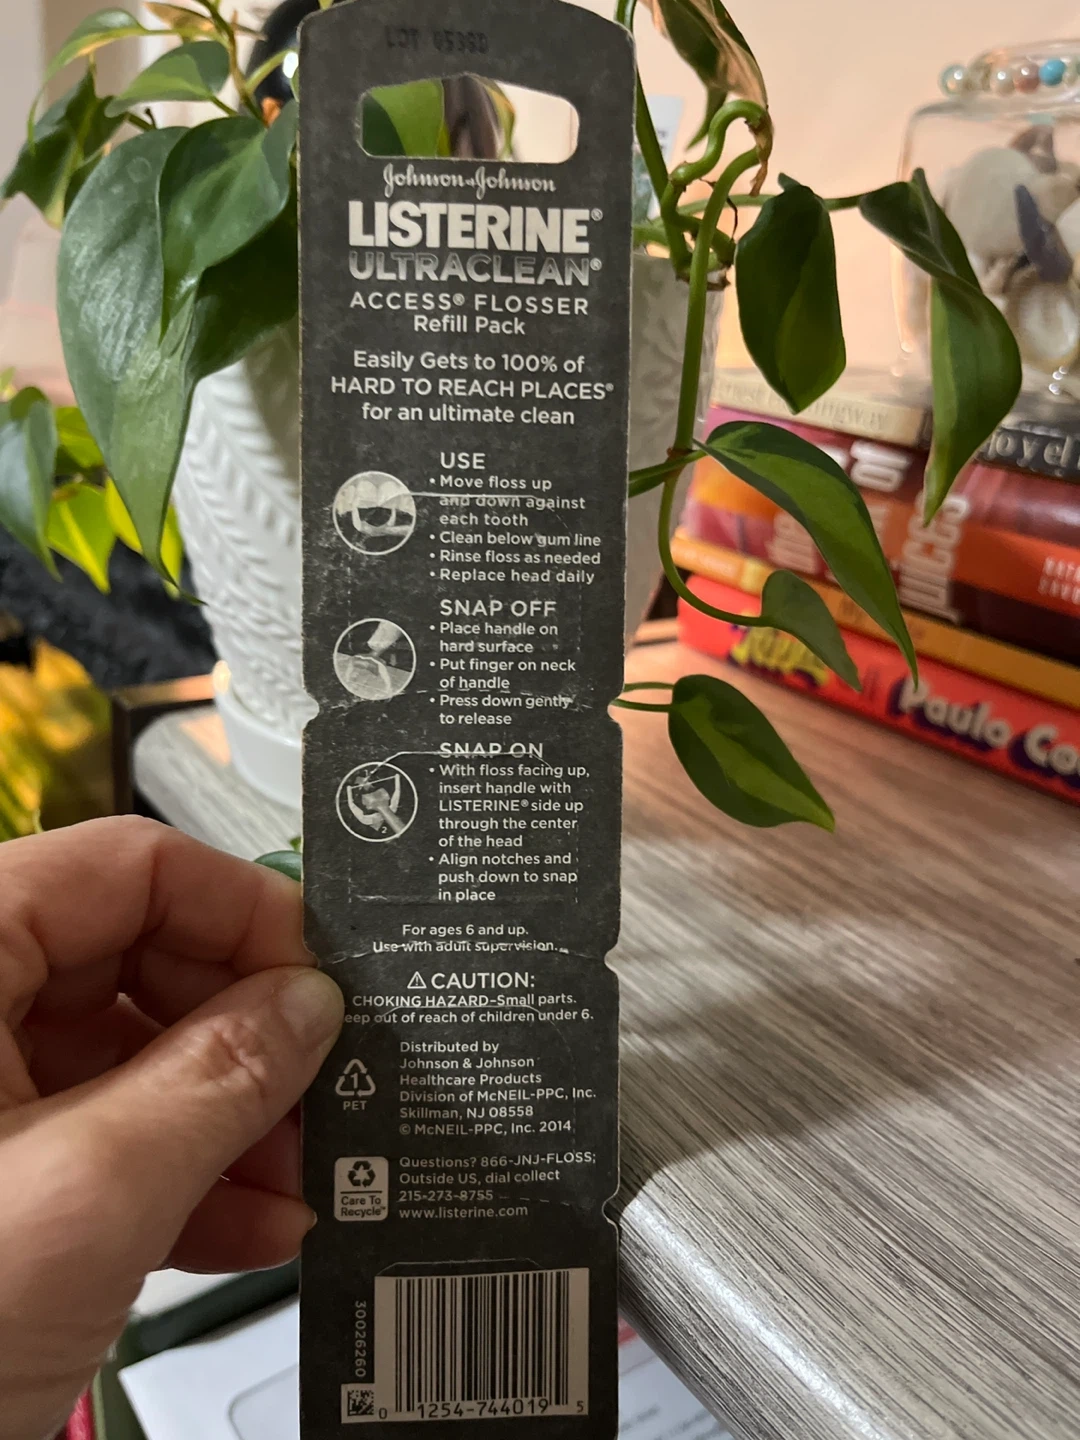 LOT 0536D
Johnson & Johnson
LISTERINE®
ULTRACLEAN®
ACCESS® FLOSSER
Refill Pack
Easily Gets to 100% of
HARD TO REACH PLACES®
for an ultimate clean
USE
• Move floss up
and down against
each tooth
• Clean below gum line
• Rinse floss as needed
• Replace head daily
SNAP OFF
• Place handle on
hard surface
• Put finger on neck
of handle
• Press down gently
to release
SNAP ON
• With floss facing up,
insert handle with
LISTERINE® side up
through the center
of the head
• Align notches and
push down to snap
in place
2
For ages 6 and up.
Use with adult supervision.
⚠ CAUTION:
CHOKING HAZARD–Small parts.
eep out of reach of children under 6.
1
PET
Distributed by
Johnson & Johnson
Healthcare Products
Division of McNEIL-PPC, Inc.
Skillman, NJ 08558
© McNEIL-PPC, Inc. 2014
Care To
Recycle™
Questions? 866-JNJ-FLOSS;
Outside US, dial collect
215-273-8755
www.listerine.com
30026260
0 1254-744019 5
joy el
jugo
Paulo Co